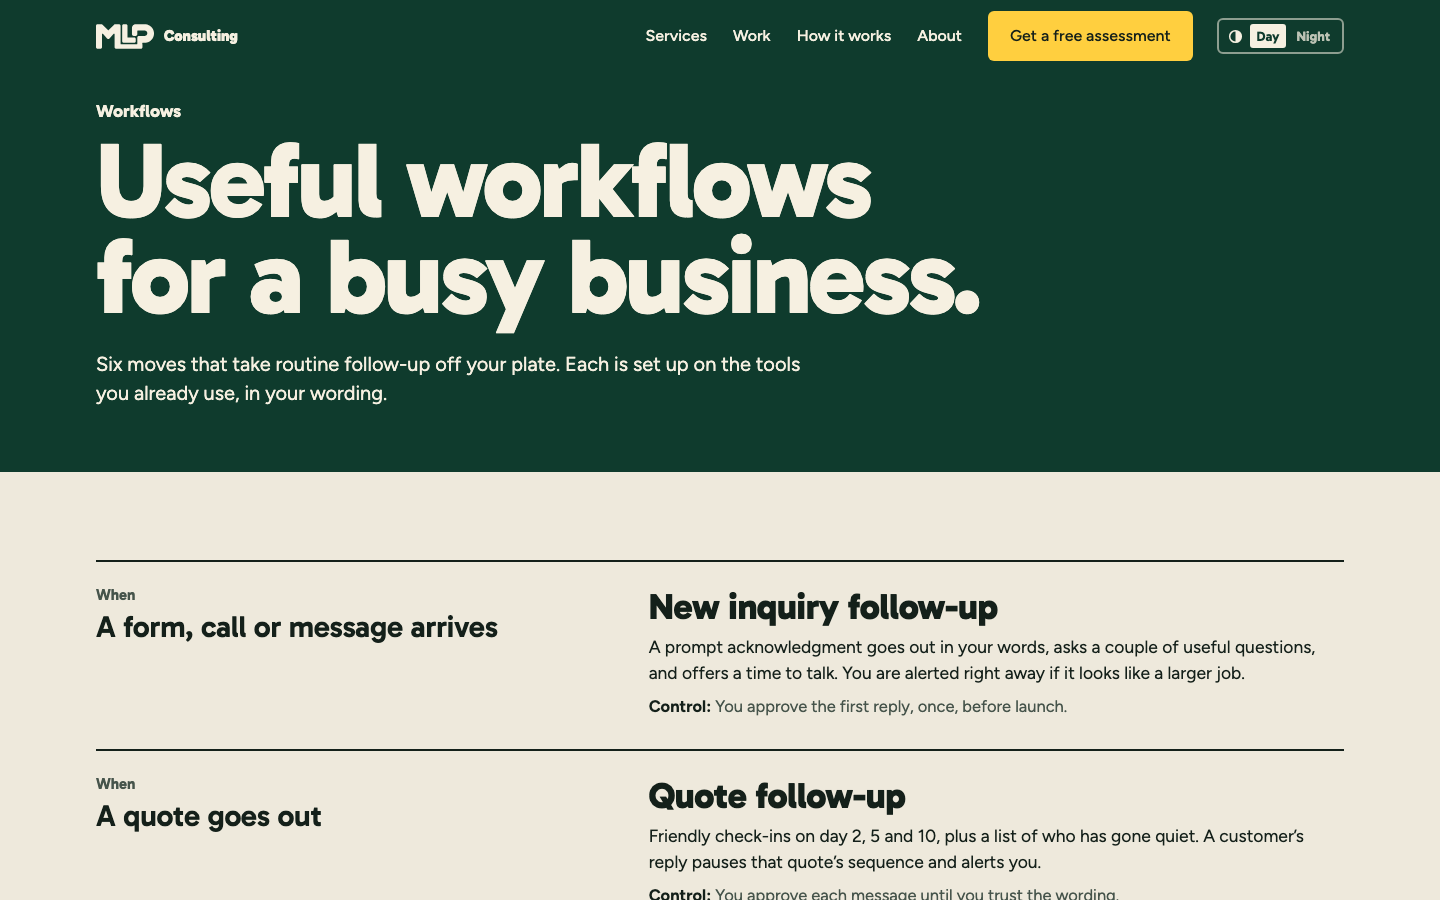 MLP Consulting
Services
Work
How it works
About
Get a free assessment
Day
Night
Workflows
Useful workflows
for a busy business.
Six moves that take routine follow-up off your plate. Each is set up on the tools
you already use, in your wording.
When
A form, call or message arrives
New inquiry follow-up
A prompt acknowledgment goes out in your words, asks a couple of useful questions,
and offers a time to talk. You are alerted right away if it looks like a larger job.
Control: You approve the first reply, once, before launch.
When
A quote goes out
Quote follow-up
Friendly check-ins on day 2, 5 and 10, plus a list of who has gone quiet. A customer’s
reply pauses that quote’s sequence and alerts you.
Control: You approve each message until you trust the wording.